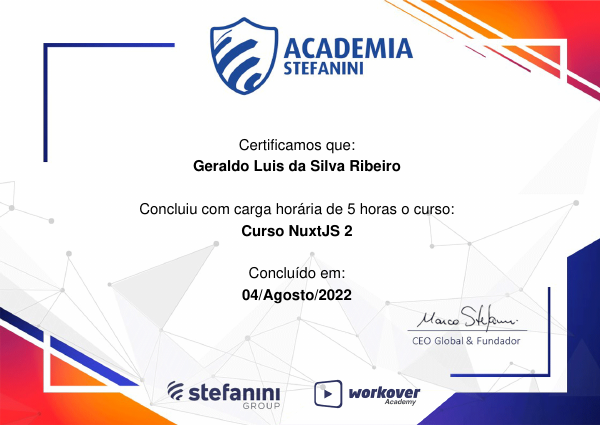 ACADEMIA
STEFANINI
Certificamos que:
Geraldo Luis da Silva Ribeiro
Concluiu com carga horária de 5 horas o curso:
Curso NuxtJS 2
Concluído em:
04/Agosto/2022
Marco Stefanini
CEO Global & Fundador
stefanini
GROUP
workover
Academy